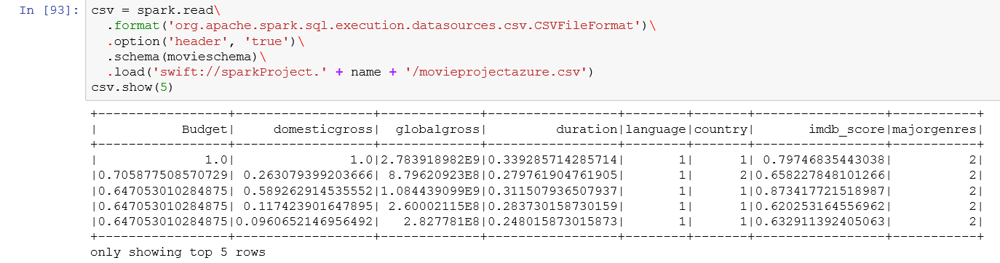 In [93]: csv = spark.read\
.format('org.apache.spark.sql.execution.datasources.csv.CSVFileFormat')\
.option('header', 'true')\
.schema(movieschema)\
.load('swift://sparkProject.' + name + '/movieprojectazure.csv')
csv.show(5)
+-----------------+------------------+-------------+-----------------+--------+-------+-----------------+-----------+
|           Budget|     domesticgross|  globalgross|         duration|language|country|       imdb_score|majorgenres|
+-----------------+------------------+-------------+-----------------+--------+-------+-----------------+-----------+
|              1.0|               1.0|2.783918982E9|0.339285714285714|       1|      1| 0.79746835443038|          2|
|0.705877508570729| 0.263079399203666| 8.79620923E8|0.279761904761905|       1|      2|0.658227848101266|          2|
|0.647053010284875| 0.589262914535552|1.084439099E9|0.311507936507937|       1|      1|0.873417721518987|          2|
|0.647053010284875| 0.117423901647895| 2.60002115E8|0.283730158730159|       1|      1|0.620253164556962|          2|
|0.647053010284875|0.0960652146956492|   2.827781E8|0.248015873015873|       1|      1|0.632911392405063|          2|
+-----------------+------------------+-------------+-----------------+--------+-------+-----------------+-----------+
only showing top 5 rows